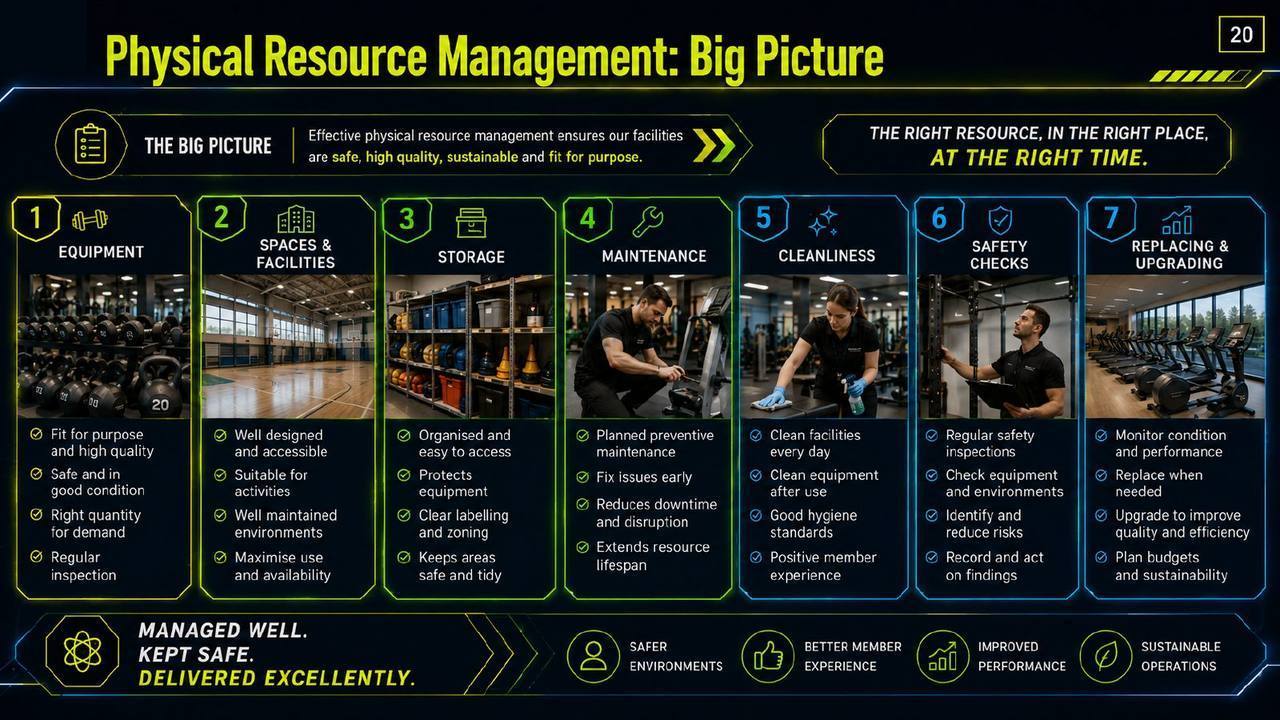 Physical Resource Management: Big Picture
20
THE BIG PICTURE
Effective physical resource management ensures our facilities
are safe, high quality, sustainable and fit for purpose.
THE RIGHT RESOURCE, IN THE RIGHT PLACE,
AT THE RIGHT TIME.
1
EQUIPMENT
20
Fit for purpose
and high quality
Safe and in
good condition
Right quantity
for demand
Regular
inspection
2
SPACES &
FACILITIES
Well designed
and accessible
Suitable for
activities
Well maintained
environments
Maximise use
and availability
3
STORAGE
Organised and
easy to access
Protects
equipment
Clear labelling
and zoning
Keeps areas
safe and tidy
4
MAINTENANCE
Planned preventive
maintenance
Fix issues early
Reduces downtime
and disruption
Extends resource
lifespan
5
CLEANLINESS
Clean facilities
every day
Clean equipment
after use
Good hygiene
standards
Positive member
experience
6
SAFETY
CHECKS
Regular safety
inspections
Check equipment
and environments
Identify and
reduce risks
Record and act
on findings
7
REPLACING &
UPGRADING
Monitor condition
and performance
Replace when
needed
Upgrade to improve
quality and efficiency
Plan budgets
and sustainability
MANAGED WELL.
KEPT SAFE.
DELIVERED EXCELLENTLY.
SAFER
ENVIRONMENTS
BETTER MEMBER
EXPERIENCE
IMPROVED
PERFORMANCE
SUSTAINABLE
OPERATIONS